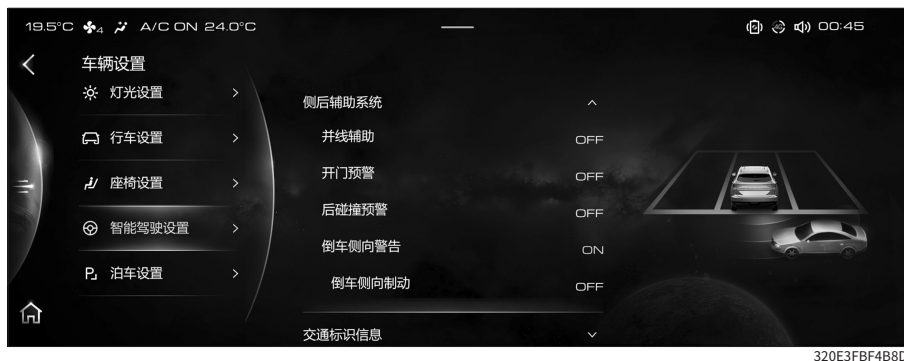 19.5°C 4 A/C ON 24.0°C 4G 00:45
车辆设置
灯光设置
行车设置
座椅设置
智能驾驶设置
P 泊车设置
侧后辅助系统
并线辅助 OFF
开门预警 OFF
后碰撞预警 OFF
倒车侧向警告 ON
倒车侧向制动 OFF
交通标识信息
320E3FBF4B8D